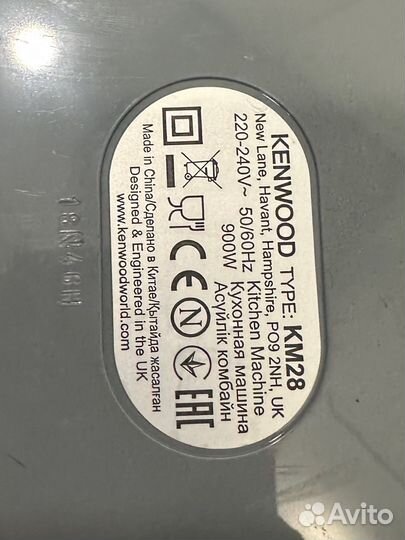 KENWOOD TYPE: KM28
New Lane, Havant, Hampshire, PO9 2NH, UK
220-240V~ 50/60Hz Kitchen Machine
900W Кухонная машина
Асүйлік комбайн
CE
EAC
Made in China/Сделано в Китае/Қытайда жасалған
Designed & Engineered in the UK
www.kenwoodworld.com
18N46H
Avito